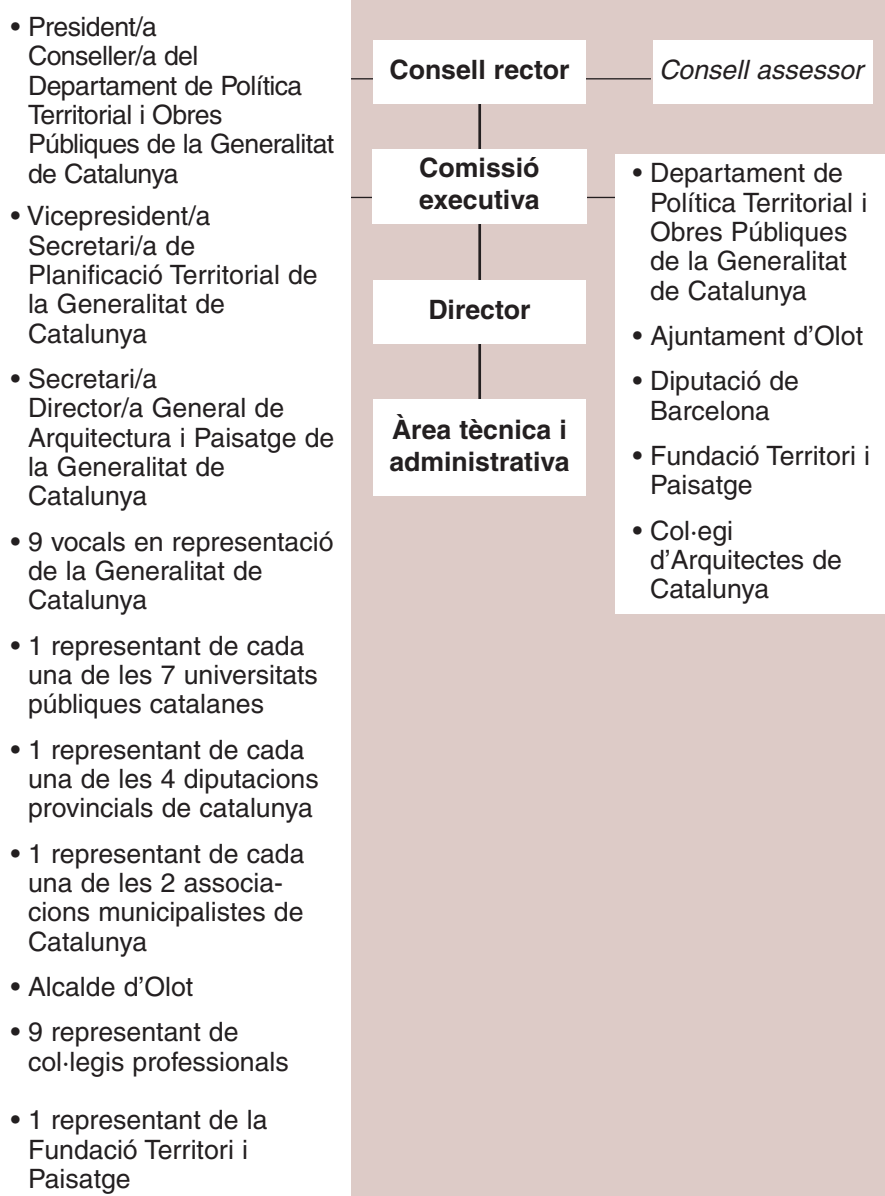 • President/a
Conseller/a del
Departament de Política
Territorial i Obres
Públiques de la Generalitat
de Catalunya
• Vicepresident/a
Secretari/a de
Planificació Territorial de
la Generalitat de
Catalunya
• Secretari/a
Director/a General de
Arquitectura i Paisatge de
la Generalitat de
Catalunya
• 9 vocals en representació
de la Generalitat de
Catalunya
• 1 representant de cada
una de les 7 universitats
públiques catalanes
• 1 representant de cada
una de les 4 diputacions
provincials de catalunya
• 1 representant de cada
una de les 2 associa-
cions municipalistes de
Catalunya
• Alcalde d’Olot
• 9 representant de
col·legis professionals
• 1 representant de la
Fundació Territori i
Paisatge
Consell rector
Consell assessor
Comissió
executiva
Director
Àrea tècnica i
administrativa
• Departament de
Política Territorial i
Obres Públiques
de la Generalitat
de Catalunya
• Ajuntament d’Olot
• Diputació de
Barcelona
• Fundació Territori i
Paisatge
• Col·egi
d’Arquitectes de
Catalunya